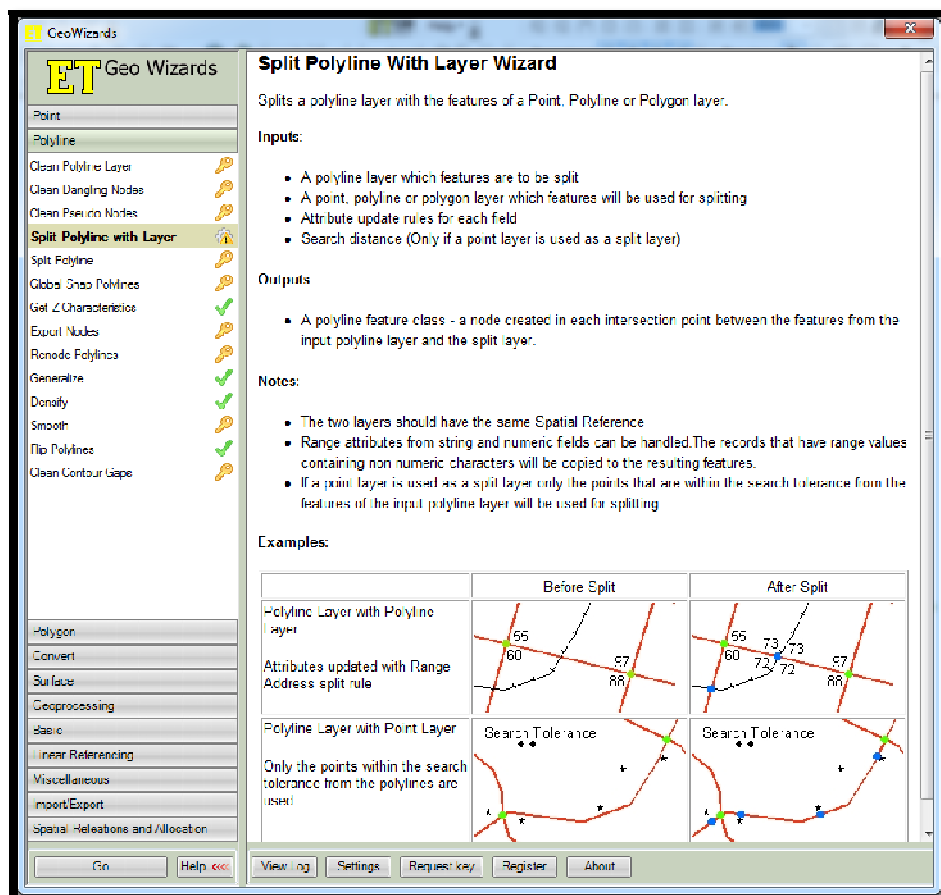 GeoWizards
ET Geo Wizards
Point
Polyline
Clean Polyline Layer
Clean Dangling Nodes
Clean Pseudo Nodes
Split Polyline with Layer
Split Polyline
Global Snap Polylines
Get Z Characteristics
Export Nodes
Renode Polylines
Generalize
Densify
Smooth
Flip Polylines
Clean Contour Gaps
Polygon
Convert
Surface
Geoprocessing
Basic
Linear Referencing
Miscellaneous
Import/Export
Spatial Releations and Allocation
Go
Help <<<
Split Polyline With Layer Wizard
Splits a polyline layer with the features of a Point, Polyline or Polygon layer.
Inputs:
• A polyline layer which features are to be split
• A point, polyline or polygon layer which features will be used for splitting
• Attribute update rules for each field
• Search distance (Only if a point layer is used as a split layer)
Outputs
• A polyline feature class - a node created in each intersection point between the features from the
input polyline layer and the split layer.
Notes:
• The two layers should have the same Spatial Reference
• Range attributes from string and numeric fields can be handled.The records that have range values
containing non numeric characters will be copied to the resulting features.
• If a point layer is used as a split layer only the points that are within the search tolerance from the
features of the input polyline layer will be used for splitting
Examples:
Before Split
After Split
Polyline Layer with Polyline
Layer
Attributes updated with Range
Address split rule
55
60
87
88
55
60
73
73
72
72
87
88
Polyline Layer with Point Layer
Only the points within the search
tolerance from the polylines are
used
Search Tolerance
Search Tolerance
View Log
Settings
Request key
Register
About